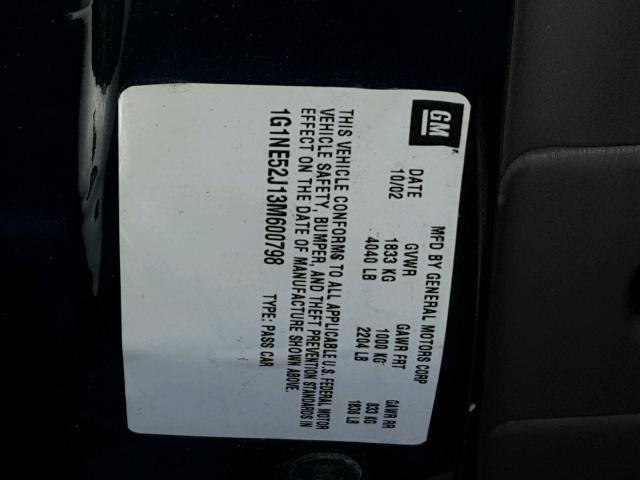 GM
MFD BY GENERAL MOTORS CORP
DATE GVWR GAWR FRT GAWR RR
10/02 1833 KG 1000 KG 833 KG
4040 LB 2204 LB 1836 LB
THIS VEHICLE CONFORMS TO ALL APPLICABLE U.S. FEDERAL MOTOR
VEHICLE SAFETY, BUMPER, AND THEFT PREVENTION STANDARDS IN
EFFECT ON THE DATE OF MANUFACTURE SHOWN ABOVE.
1G1NE52J13M600798 TYPE: PASS CAR